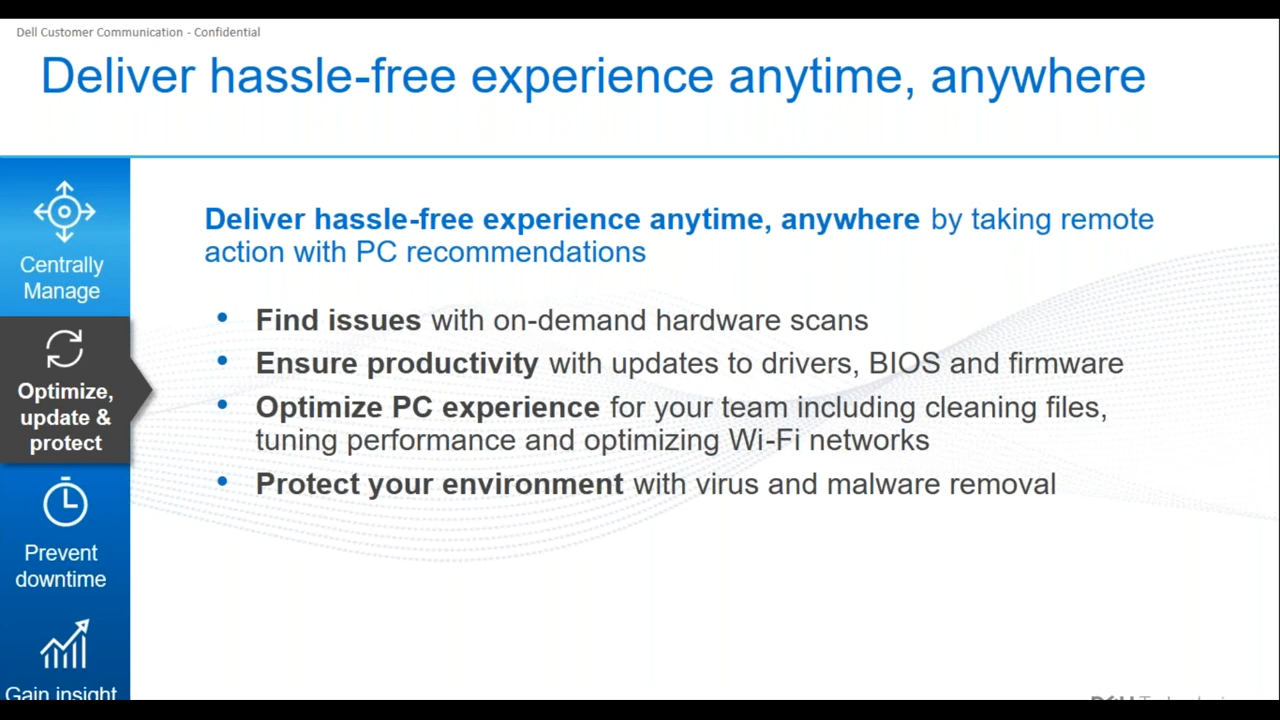 Dell Customer Communication - Confidential
Deliver hassle-free experience anytime, anywhere
Centrally
Manage
Optimize,
update &
protect
Prevent
downtime
Gain insight
Deliver hassle-free experience anytime, anywhere by taking remote
action with PC recommendations
• Find issues with on-demand hardware scans
• Ensure productivity with updates to drivers, BIOS and firmware
• Optimize PC experience for your team including cleaning files,
tuning performance and optimizing Wi-Fi networks
• Protect your environment with virus and malware removal